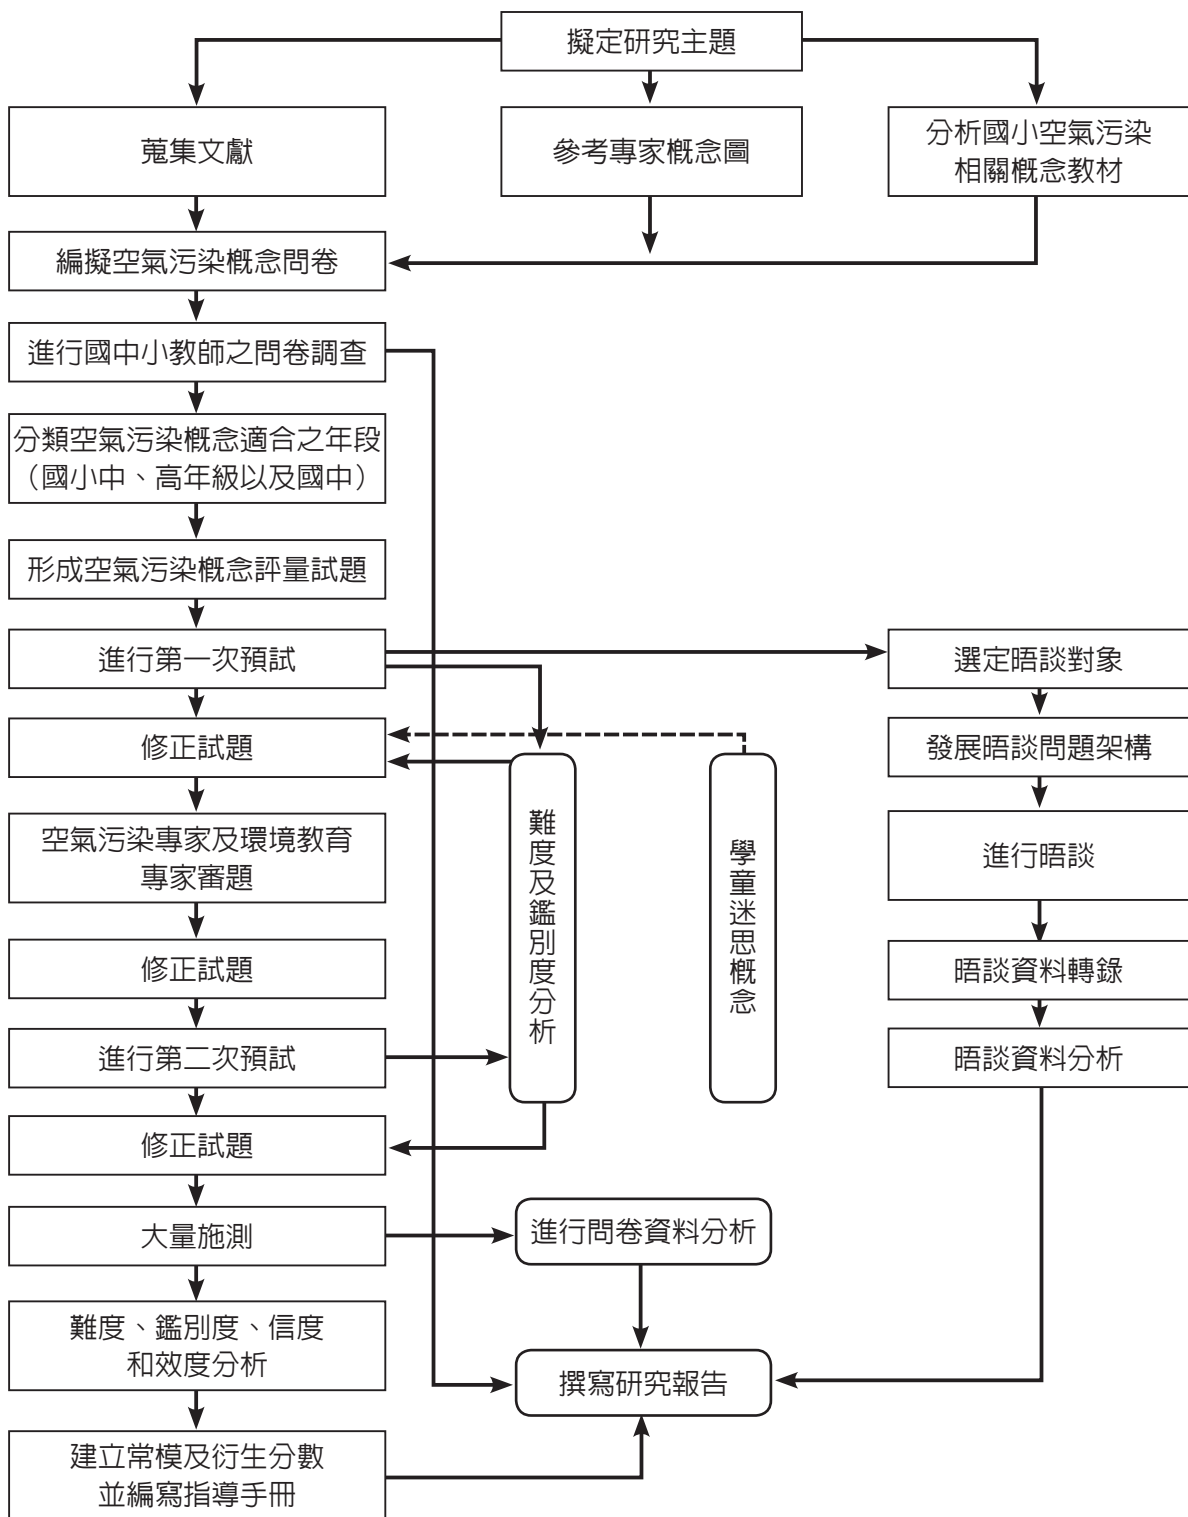 擬定研究主題
蒐集文獻
參考專家概念圖
分析國小空氣污染
相關概念教材
編擬空氣污染概念問卷
進行國中小教師之問卷調查
分類空氣污染概念適合之年段
（國小中、高年級以及國中）
形成空氣污染概念評量試題
進行第一次預試
選定晤談對象
修正試題
發展晤談問題架構
難度及鑑別度分析
學童迷思概念
空氣污染專家及環境教育
專家審題
進行晤談
修正試題
晤談資料轉錄
進行第二次預試
晤談資料分析
修正試題
大量施測
進行問卷資料分析
難度、鑑別度、信度
和效度分析
撰寫研究報告
建立常模及衍生分數
並編寫指導手冊